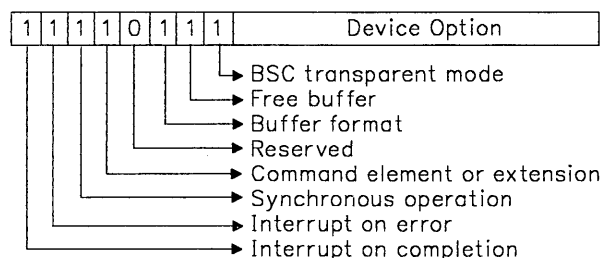 1 1 1 1 0 1 1 1 Device Option
BSC transparent mode
Free buffer
Buffer format
Reserved
Command element or extension
Synchronous operation
Interrupt on error
Interrupt on completion